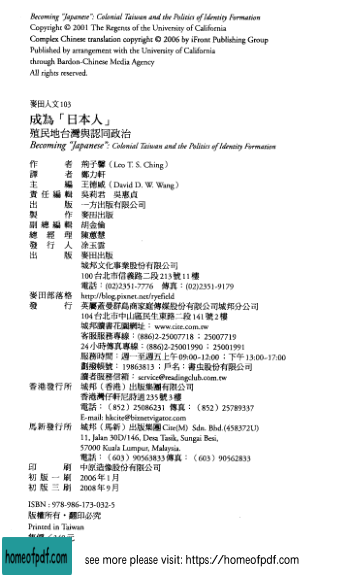 Becoming "Japanese": Colonial Taiwan and the Politics of Identity Formation
Copyright © 2001 The Regents of the University of California
Complex Chinese translation copyright © 2006 by iFront Publishing Group
Published by arrangement with the University of California
through Bardon-Chinese Media Agency
All rights reserved.
麥田人文103
成為「日本人」
殖民地台灣與認同政治
Becoming "Japanese": Colonial Taiwan and the Politics of Identity Formation
作者 荊子馨（Leo T. S. Ching）
譯者 鄭力軒
主編 王德威（David D. W. Wang）
責任編輯 吳莉君 吳惠貞
出版 一方出版有限公司
製作 麥田出版
副總編輯 胡金倫
總經理 陳蕙慧
發行人 涂玉雲
出版 麥田出版
城邦文化事業股份有限公司
100台北市信義路二段213號11樓
電話：(02)2351-7776 傳真：(02)2351-9179
麥田部落格 http://blog.pixnet.net/ryefield
發行 英屬蓋曼群島商家庭傳媒股份有限公司城邦分公司
104台北市中山區民生東路二段141號2樓
城邦讀書花園網址：www.cite.com.tw
客服服務專線：(886)2-25007718；25007719
24小時傳真專線：(886)2-25001990；25001991
服務時間：週一至週五上午09:00-12:00；下午13:00-17:00
劃撥帳號：19863813；戶名：書虫股份有限公司
讀者服務信箱：service@readingclub.com.tw
香港發行所 城邦（香港）出版集團有限公司
香港灣仔軒尼詩道235號3樓
電話：（852）25086231 傳真：（852）25789337
E-mail: hkcite@biznetvigator.com
馬新發行所 城邦（馬新）出版集團Cite(M) Sdn. Bhd.(458372U)
11, Jalan 30D/146, Desa Tasik, Sungai Besi,
57000 Kuala Lumpur, Malaysia.
電話：（603）90563833 傳真：（603）90562833
印刷 中原造像股份有限公司
初版一刷 2006年1月
初版三刷 2008年9月
ISBN : 978-986-173-032-5
版權所有‧翻印必究
Printed in Taiwan
homeofpdf.com
see more please visit: https://homeofpdf.com